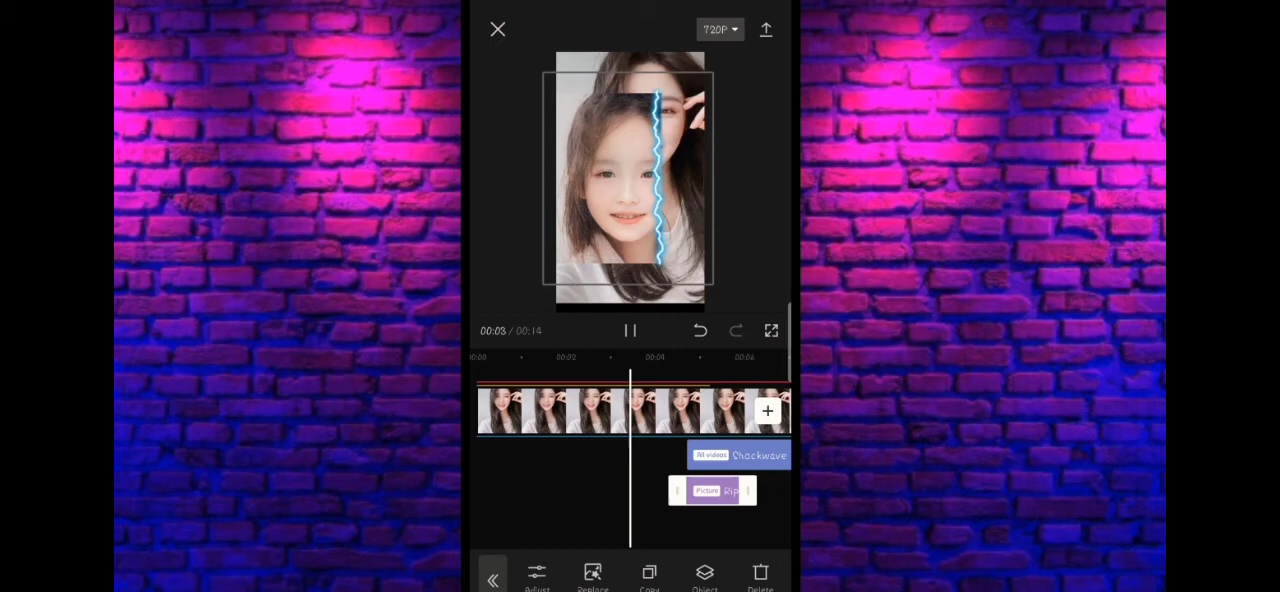 720P
00:03 / 00:14
00:00 00:02 00:04 00:06
All videos Shockwave
Picture Rip
Adjust Replace Copy Object Delete